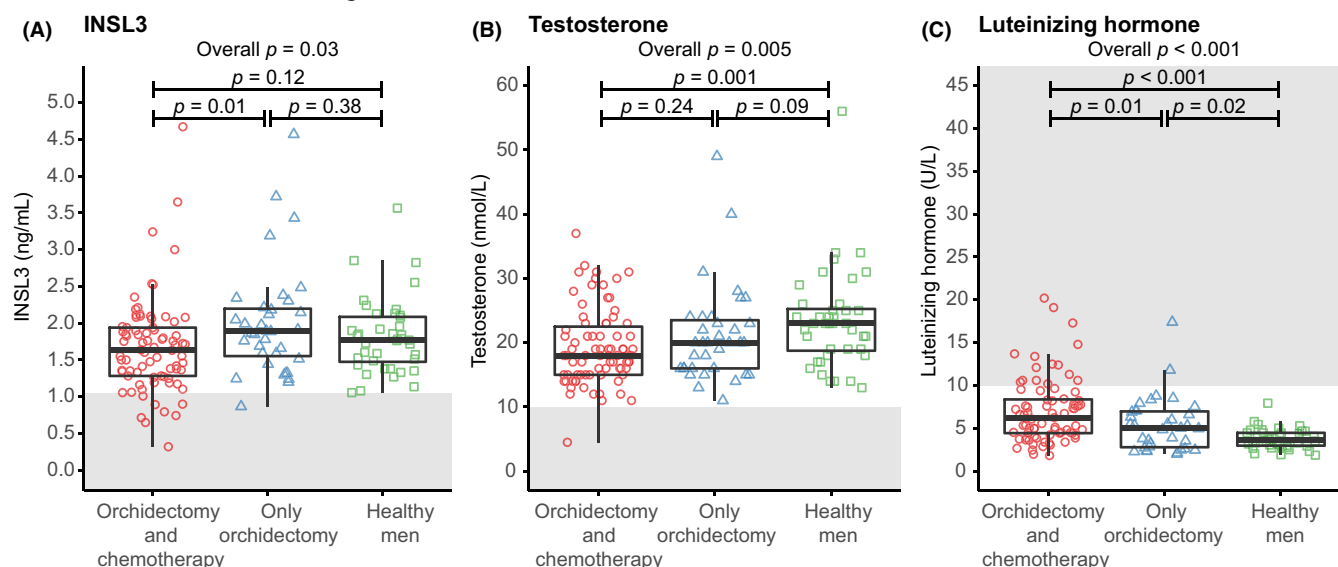 (A) INSL3
Overall p = 0.03
p = 0.12
p = 0.01
p = 0.38
INSL3 (ng/mL)
5.0
4.5
4.0
3.5
3.0
2.5
2.0
1.5
1.0
0.5
0.0
Orchidectomy
and
chemotherapy
Only
orchidectomy
Healthy
men
(B) Testosterone
Overall p = 0.005
p = 0.001
p = 0.24
p = 0.09
Testosterone (nmol/L)
60
50
40
30
20
10
0
Orchidectomy
and
chemotherapy
Only
orchidectomy
Healthy
men
(C) Luteinizing hormone
Overall p < 0.001
p < 0.001
p = 0.01
p = 0.02
Luteinizing hormone (U/L)
45
40
35
30
25
20
15
10
5
0
Orchidectomy
and
chemotherapy
Only
orchidectomy
Healthy
men